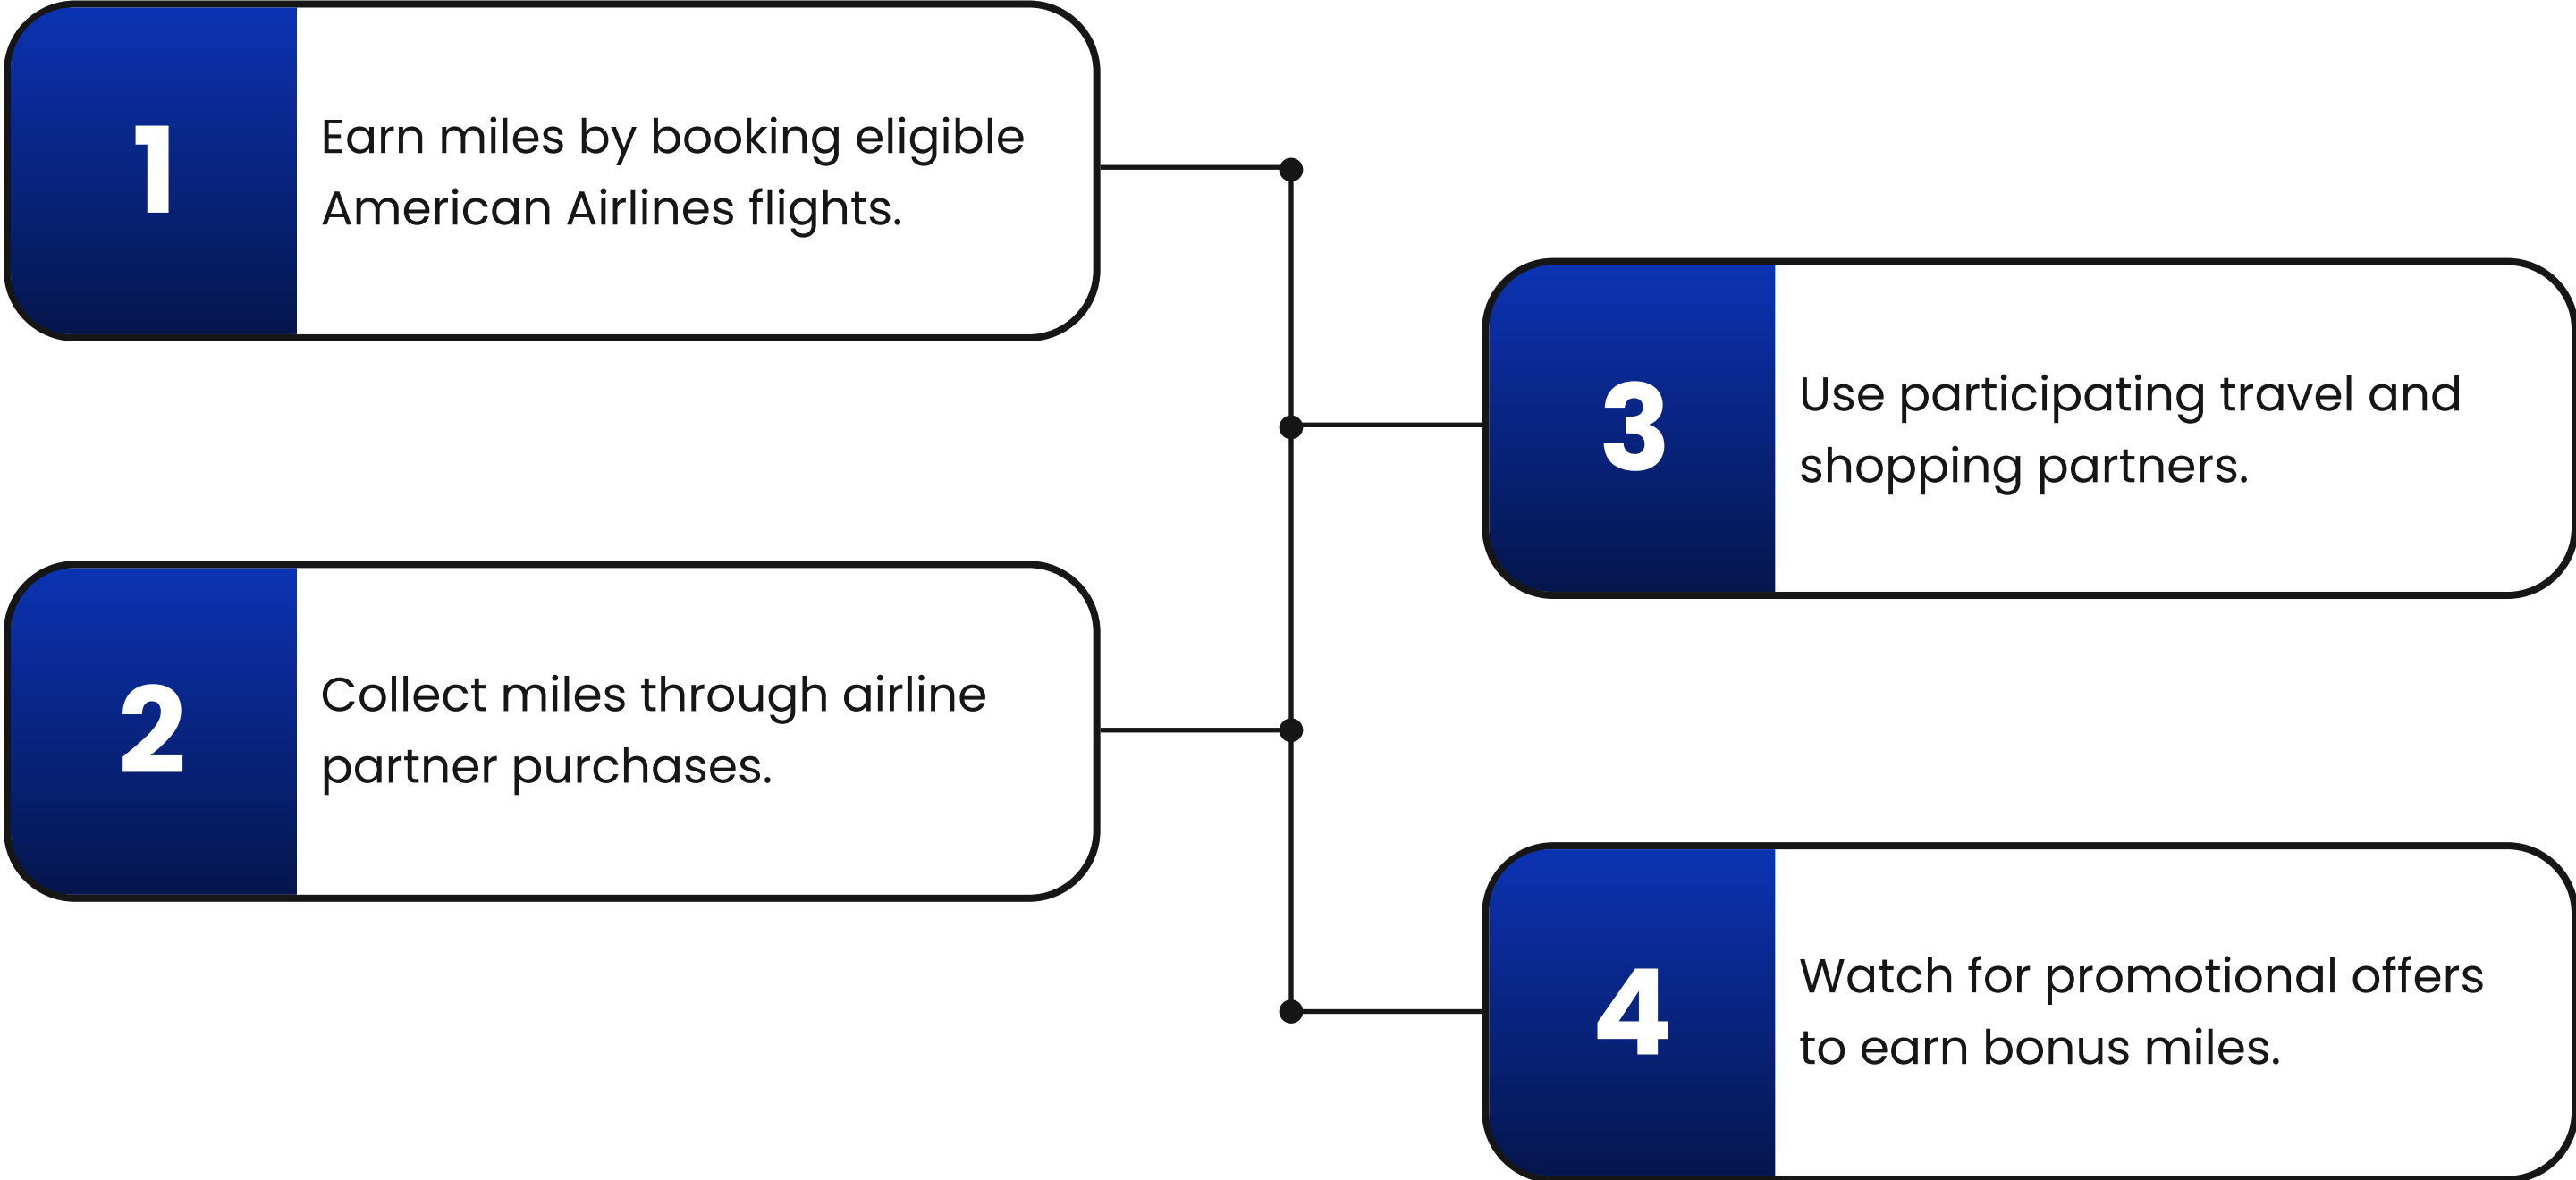 1
Earn miles by booking eligible
American Airlines flights.
2
Collect miles through airline
partner purchases.
3
Use participating travel and
shopping partners.
4
Watch for promotional offers
to earn bonus miles.